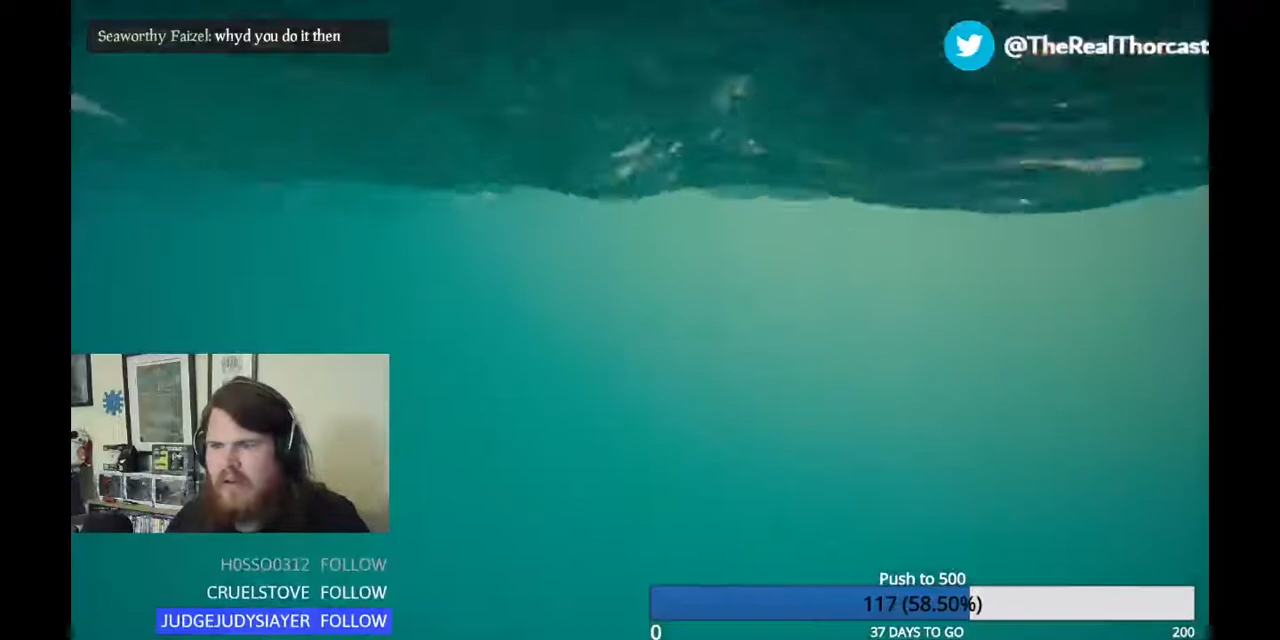 Seaworthy Faizel: whyd you do it then
@TheRealThorcast
H0SSO0312 FOLLOW
CRUELSTOVE FOLLOW
JUDGEJUDYSIAYER FOLLOW
Push to 500
117 (58.50%)
0 37 DAYS TO GO 200